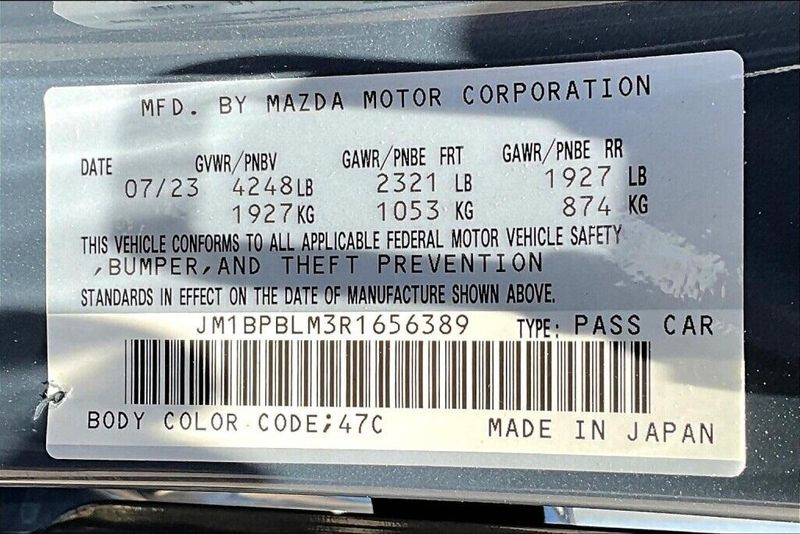 MFD. BY MAZDA MOTOR CORPORATION
DATE GVWR/PNBV GAWR/PNBE FRT GAWR/PNBE RR
07/23 4248LB 2321 LB 1927 LB
1927KG 1053 KG 874 KG
THIS VEHICLE CONFORMS TO ALL APPLICABLE FEDERAL MOTOR VEHICLE SAFETY
,BUMPER,AND THEFT PREVENTION
STANDARDS IN EFFECT ON THE DATE OF MANUFACTURE SHOWN ABOVE.
JM1BPBLM3R1656389 TYPE: PASS CAR
BODY COLOR CODE;47C MADE IN JAPAN